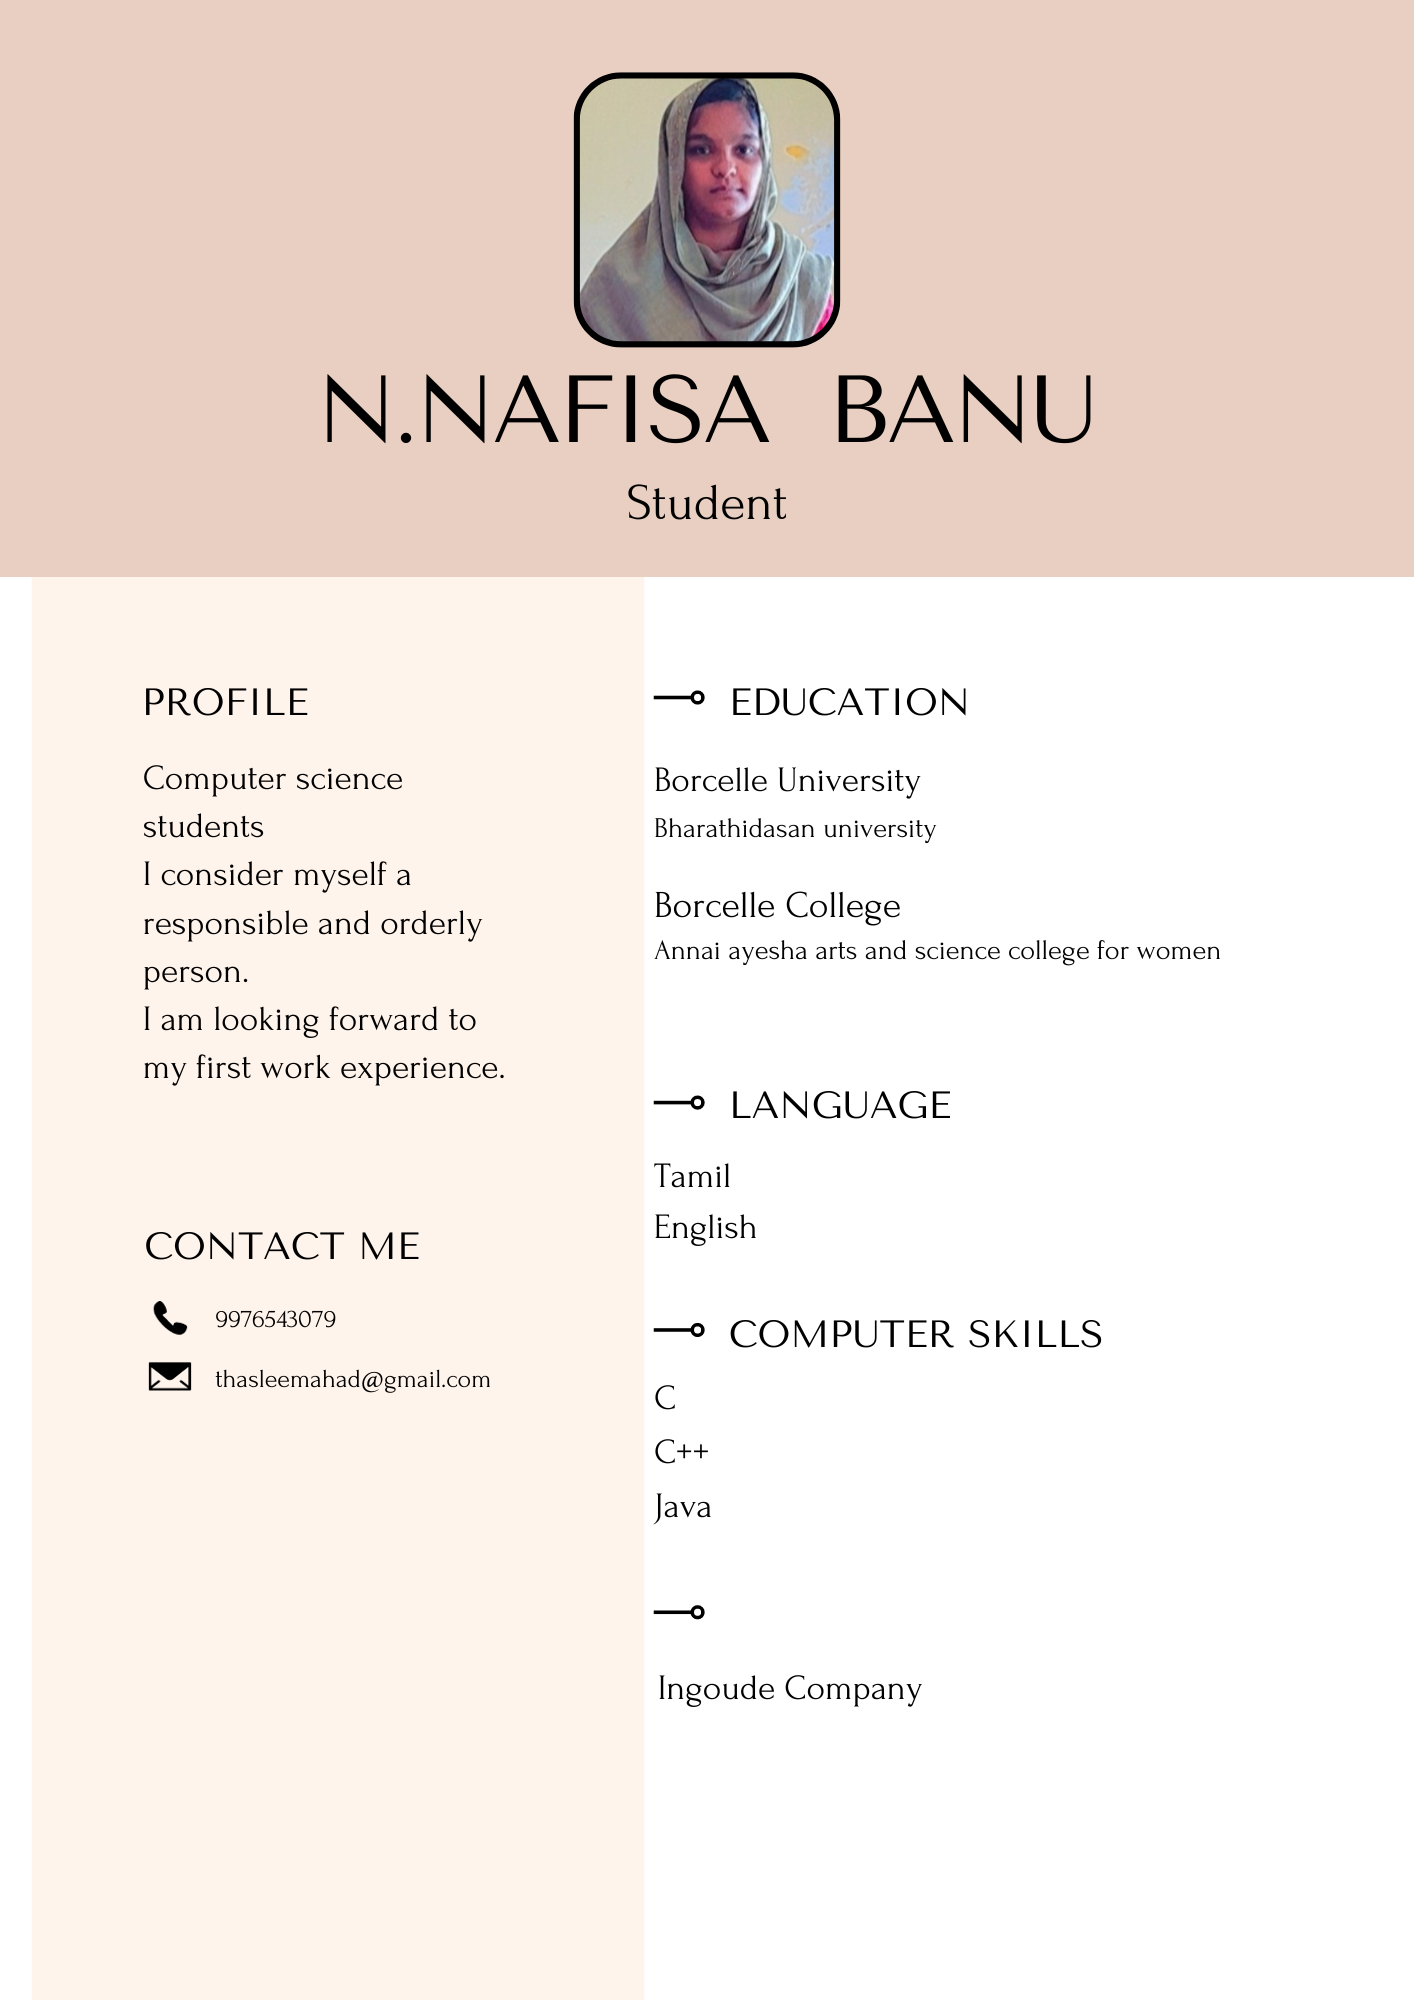 N.NAFISA BANU
Student
PROFILE
Computer science
students
I consider myself a
responsible and orderly
person.
I am looking forward to
my first work experience.
CONTACT ME
9976543079
thasleemahad@gmail.com
EDUCATION
Borcelle University
Bharathidasan university
Borcelle College
Annai ayesha arts and science college for women
LANGUAGE
Tamil
English
COMPUTER SKILLS
C
C++
Java
Ingoude Company